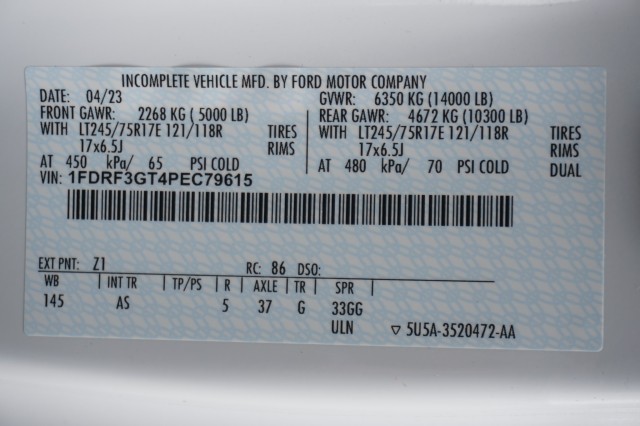 INCOMPLETE VEHICLE MFD. BY FORD MOTOR COMPANY
DATE: 04/23 GVWR: 6350 KG (14000 LB)
FRONT GAWR: 2268 KG ( 5000 LB) REAR GAWR: 4672 KG (10300 LB)
WITH LT245/75R17E 121/118R TIRES WITH LT245/75R17E 121/118R TIRES
17x6.5J RIMS 17x6.5J RIMS
AT 450 kPa/ 65 PSI COLD AT 480 kPa/ 70 PSI COLD DUAL
VIN: 1FDRF3GT4PEC79615
EXT PNT: Z1 RC: 86 DSO:
WB INT TR TP/PS R AXLE TR SPR
145 AS 5 37 G 33GG
ULN ▽ 5U5A-3520472-AA